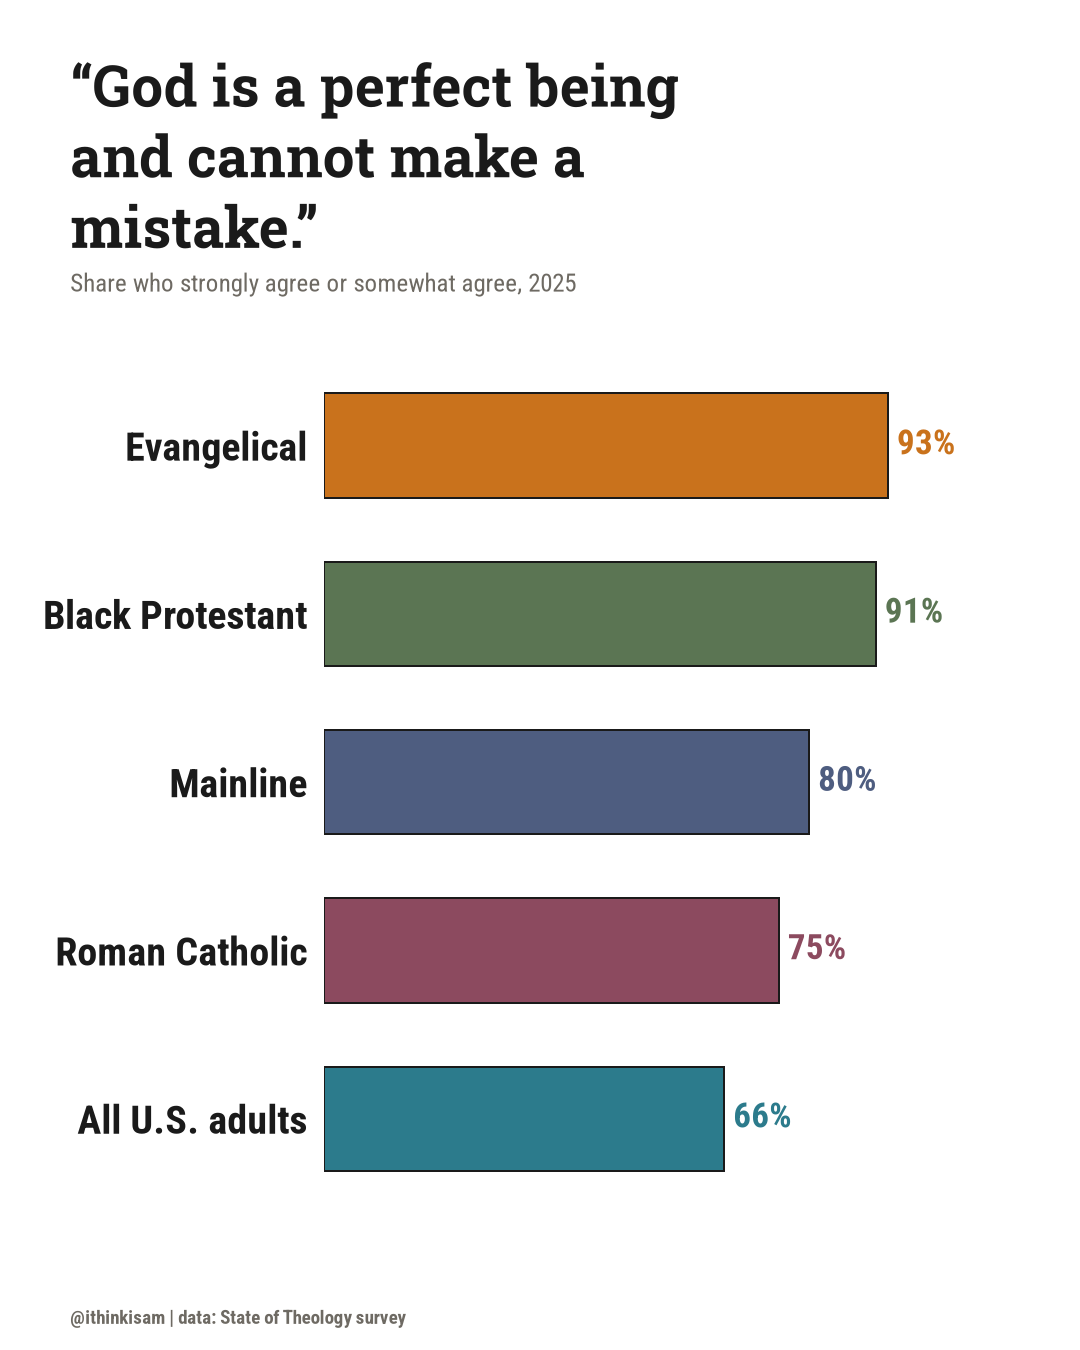 “God is a perfect being
and cannot make a
mistake.”
Share who strongly agree or somewhat agree, 2025
Evangelical 93%
Black Protestant 91%
Mainline 80%
Roman Catholic 75%
All U.S. adults 66%
@ithinkisam | data: State of Theology survey